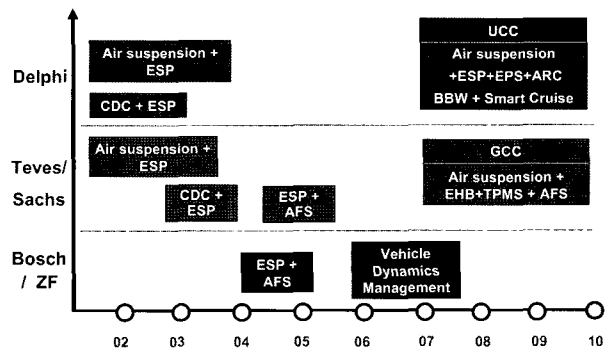 Delphi
Air suspension +
ESP
CDC + ESP
UCC
Air suspension
+ESP+EPS+ARC
BBW + Smart Cruise
Teves/
Sachs
Air suspension +
ESP
CDC +
ESP
ESP +
AFS
GCC
Air suspension +
EHB+TPMS + AFS
Bosch
/ ZF
ESP +
AFS
Vehicle
Dynamics
Management
02 03 04 05 06 07 08 09 10